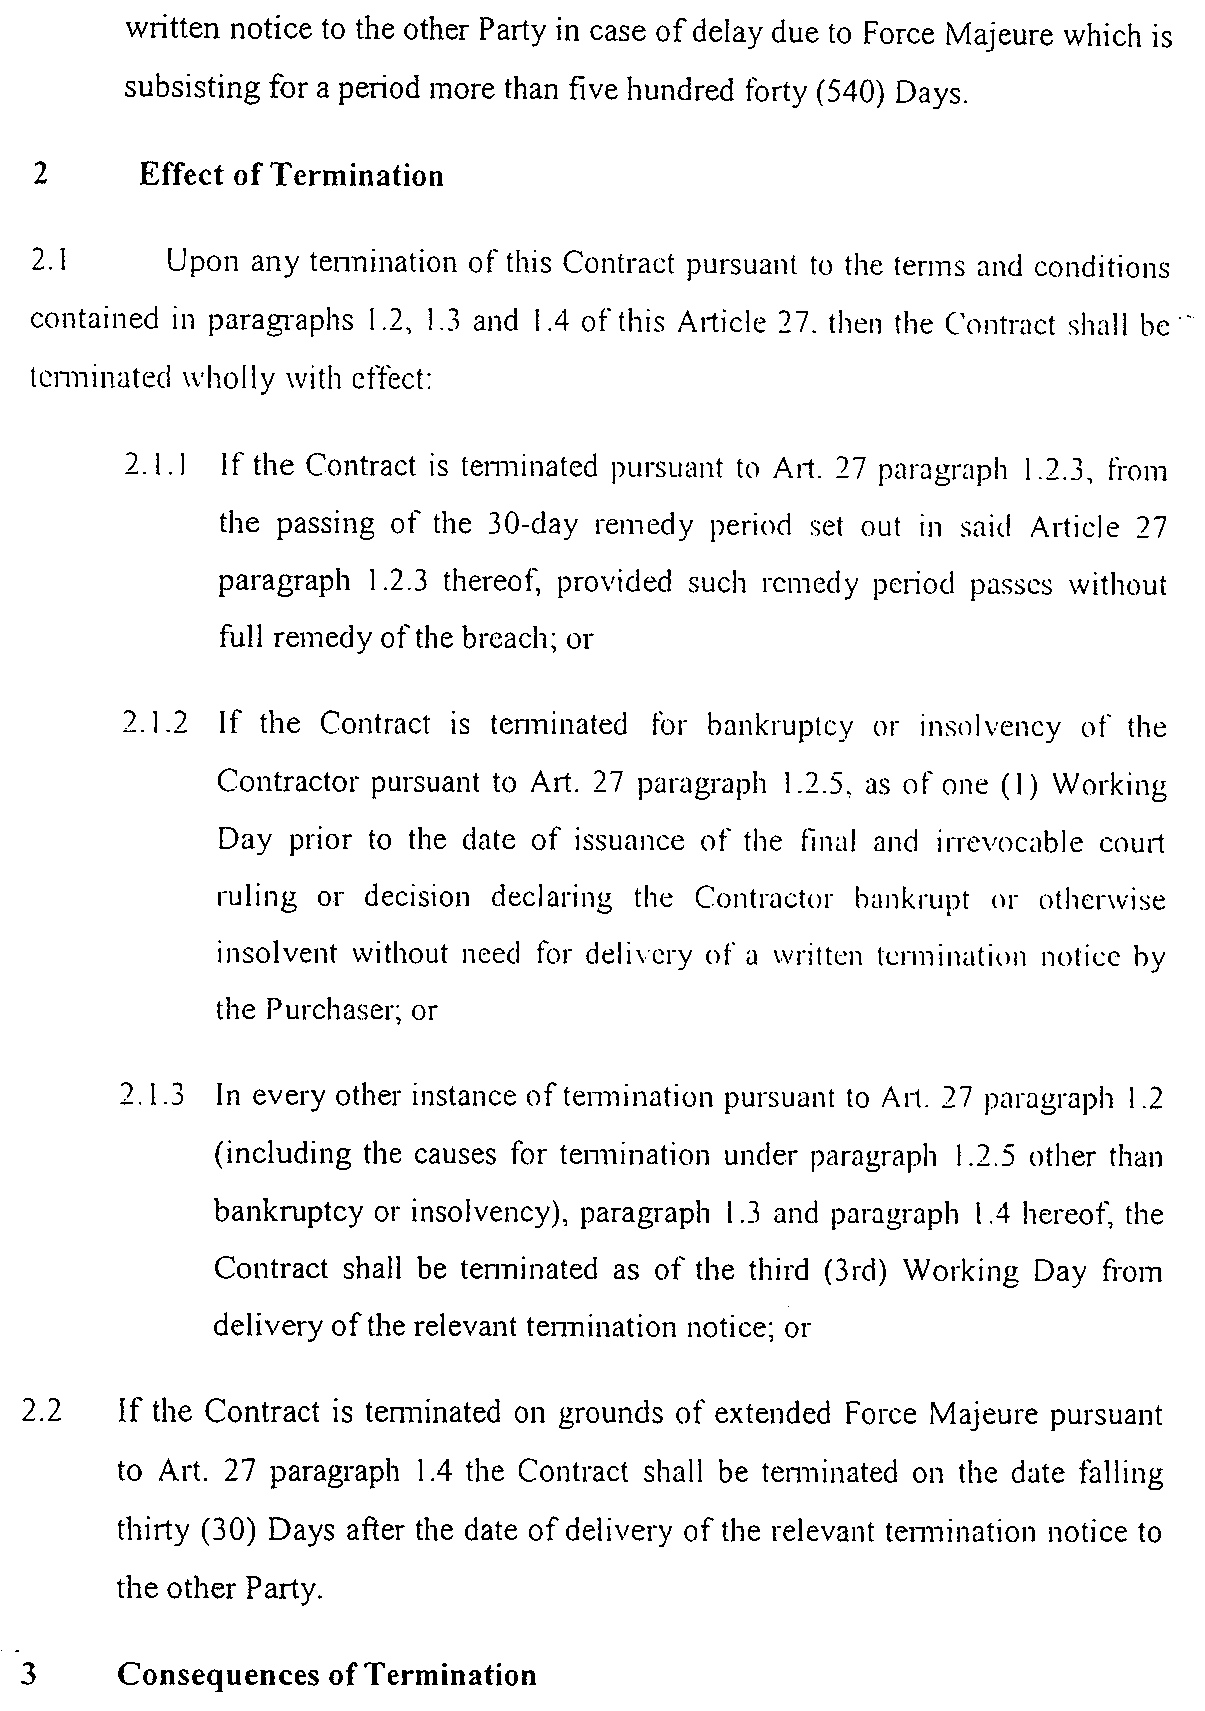 written notice to the other Party in case of delay due to Force Majeure which is
subsisting for a period more than five hundred forty (540) Days.
2 Effect of Termination
2.1 Upon any termination of this Contract pursuant to the terms and conditions
contained in paragraphs 1.2, 1.3 and 1.4 of this Article 27. then the Contract shall be
terminated wholly with effect:
2.1.1 If the Contract is terminated pursuant to Art. 27 paragraph 1.2.3, from
the passing of the 30-day remedy period set out in said Article 27
paragraph 1.2.3 thereof, provided such remedy period passes without
full remedy of the breach; or
2.1.2 If the Contract is terminated for bankruptcy or insolvency of the
Contractor pursuant to Art. 27 paragraph 1.2.5, as of one (1) Working
Day prior to the date of issuance of the final and irrevocable court
ruling or decision declaring the Contractor bankrupt or otherwise
insolvent without need for delivery of a written termination notice by
the Purchaser; or
2.1.3 In every other instance of termination pursuant to Art. 27 paragraph 1.2
(including the causes for termination under paragraph 1.2.5 other than
bankruptcy or insolvency), paragraph 1.3 and paragraph 1.4 hereof, the
Contract shall be terminated as of the third (3rd) Working Day from
delivery of the relevant termination notice; or
2.2 If the Contract is terminated on grounds of extended Force Majeure pursuant
to Art. 27 paragraph 1.4 the Contract shall be terminated on the date falling
thirty (30) Days after the date of delivery of the relevant termination notice to
the other Party.
3 Consequences of Termination